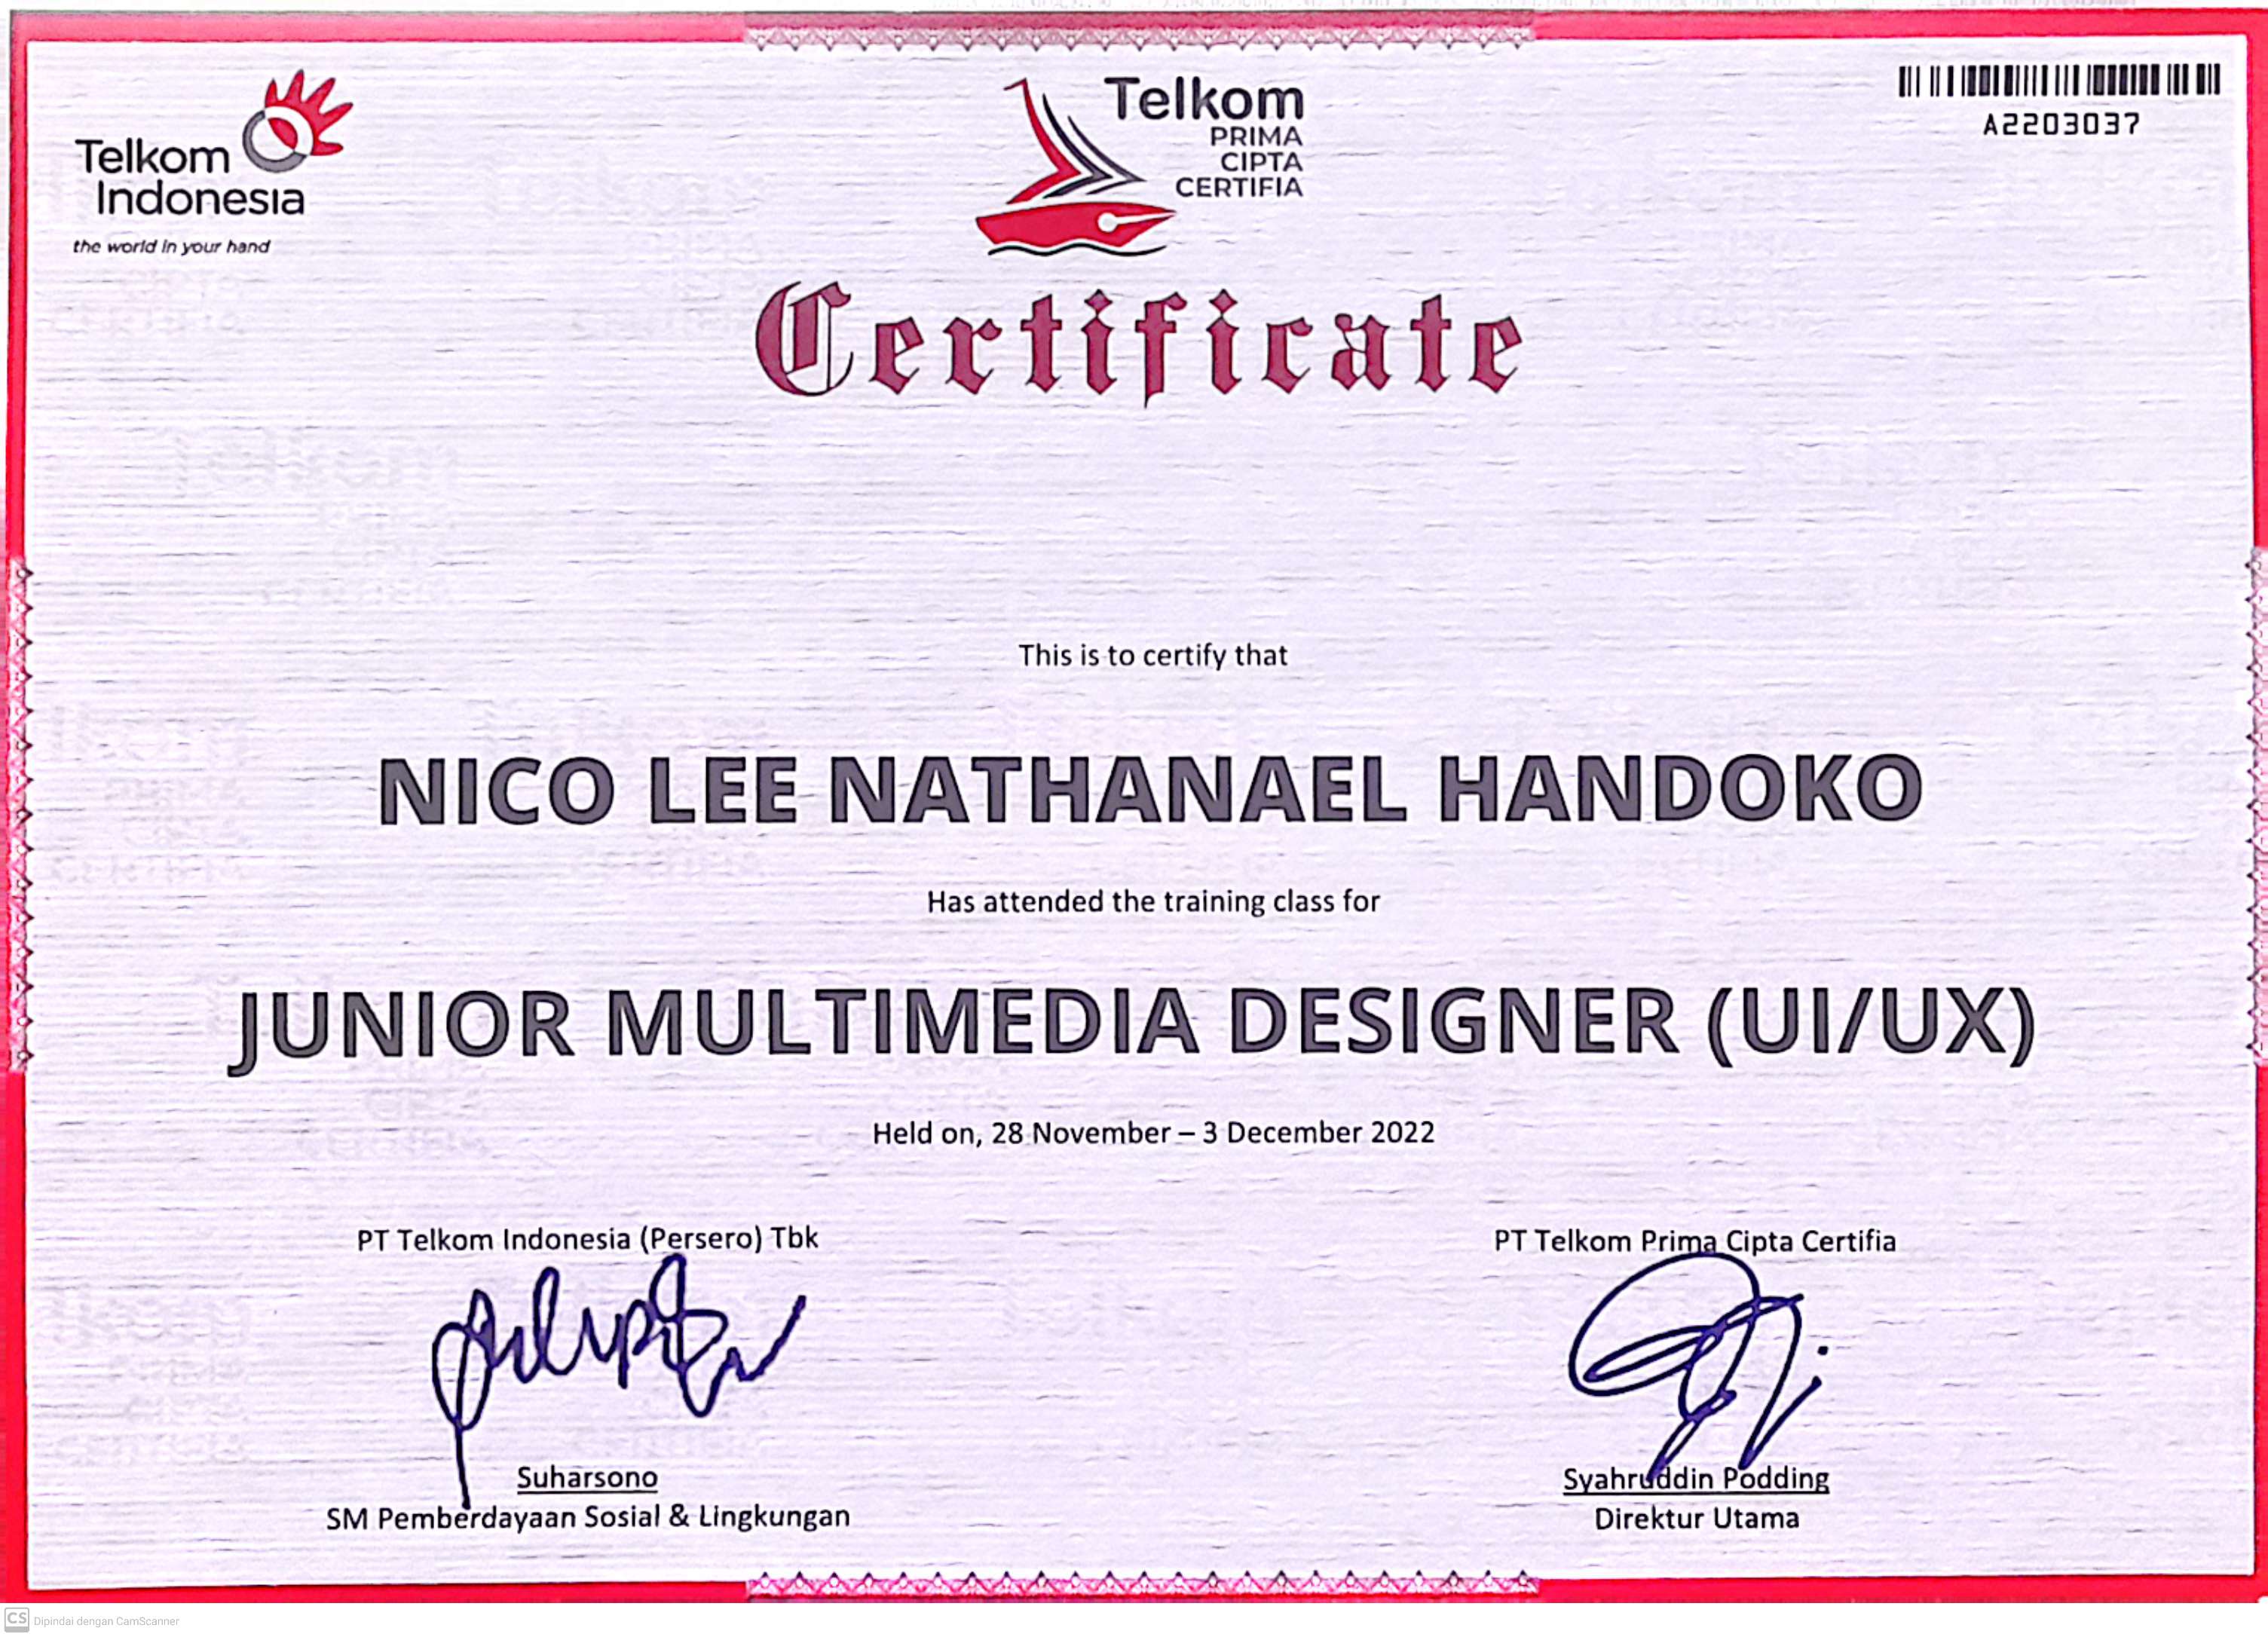 Telkom
Indonesia
the world in your hand
Telkom
PRIMA
CIPTA
CERTIFIA
A2203037
Certificate
This is to certify that
NICO LEE NATHANAEL HANDOKO
Has attended the training class for
JUNIOR MULTIMEDIA DESIGNER (UI/UX)
Held on, 28 November – 3 December 2022
PT Telkom Indonesia (Persero) Tbk
Suharsono
SM Pemberdayaan Sosial & Lingkungan
PT Telkom Prima Cipta Certifia
Syahruddin Podding
Direktur Utama
CS Dipindai dengan CamScanner